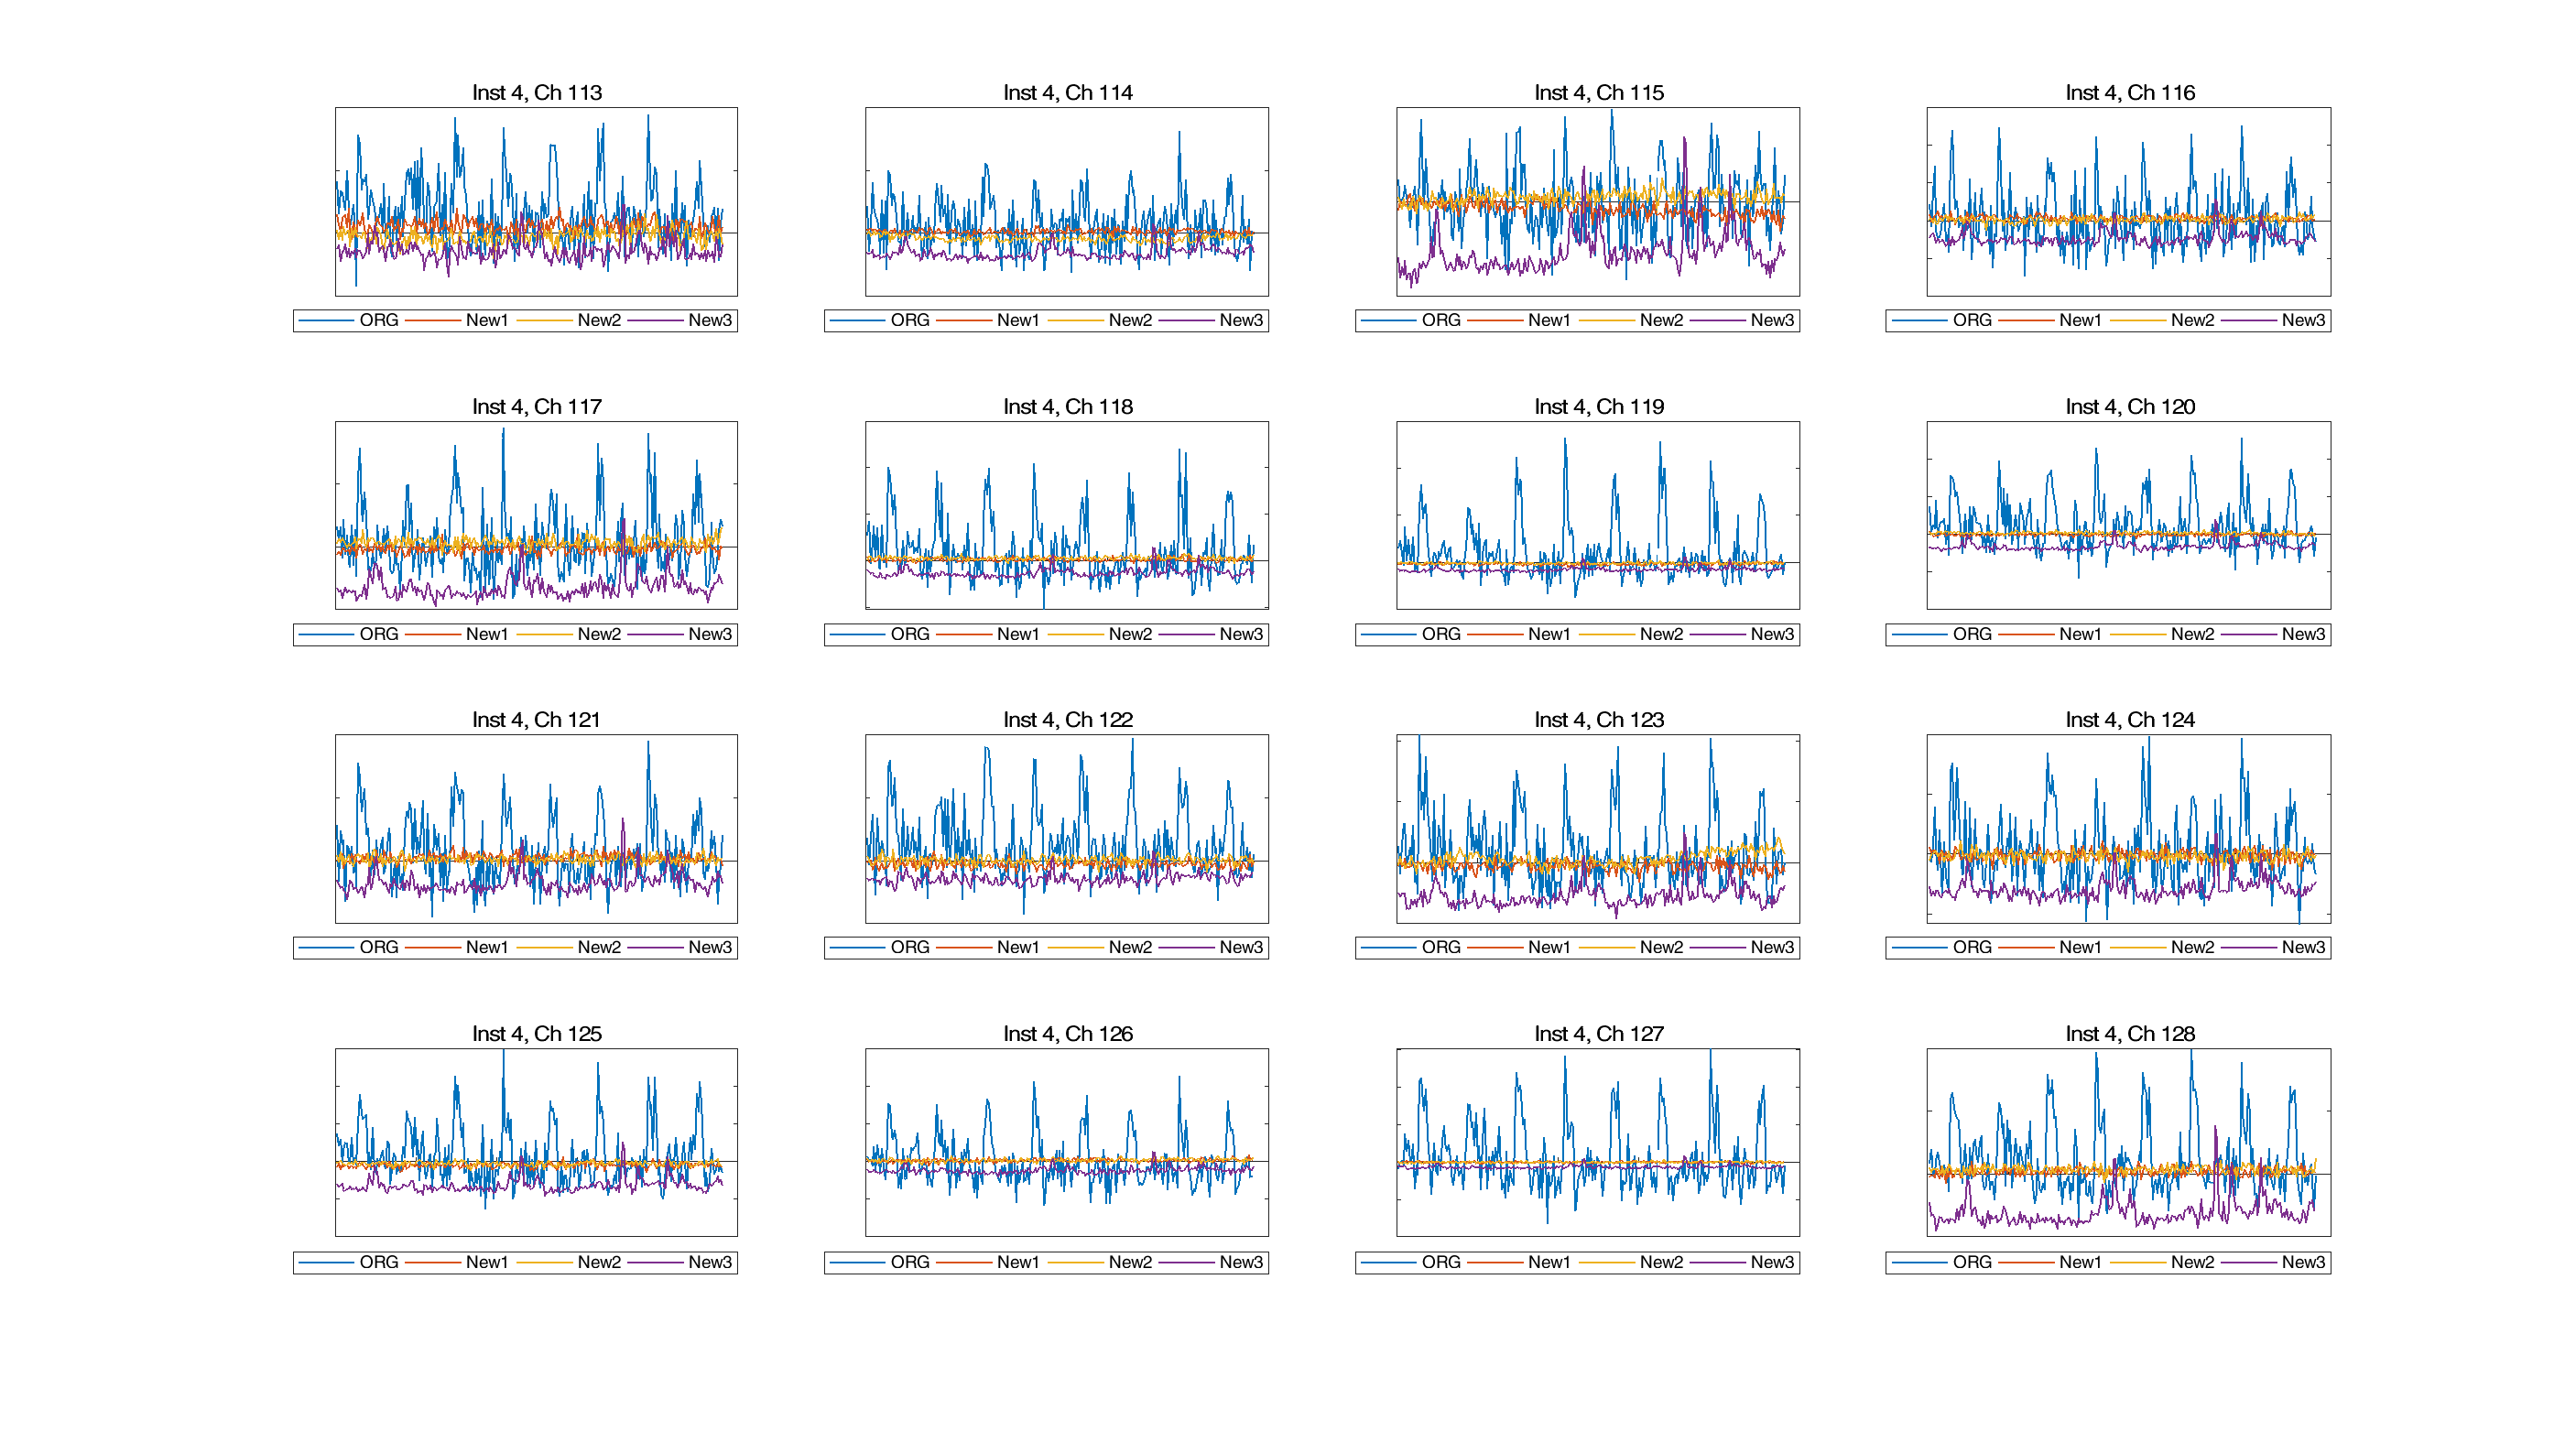 Inst 4, Ch 113
Inst 4, Ch 114
Inst 4, Ch 115
Inst 4, Ch 116
ORG New1 New2 New3
ORG New1 New2 New3
ORG New1 New2 New3
ORG New1 New2 New3
Inst 4, Ch 117
Inst 4, Ch 118
Inst 4, Ch 119
Inst 4, Ch 120
ORG New1 New2 New3
ORG New1 New2 New3
ORG New1 New2 New3
ORG New1 New2 New3
Inst 4, Ch 121
Inst 4, Ch 122
Inst 4, Ch 123
Inst 4, Ch 124
ORG New1 New2 New3
ORG New1 New2 New3
ORG New1 New2 New3
ORG New1 New2 New3
Inst 4, Ch 125
Inst 4, Ch 126
Inst 4, Ch 127
Inst 4, Ch 128
ORG New1 New2 New3
ORG New1 New2 New3
ORG New1 New2 New3
ORG New1 New2 New3